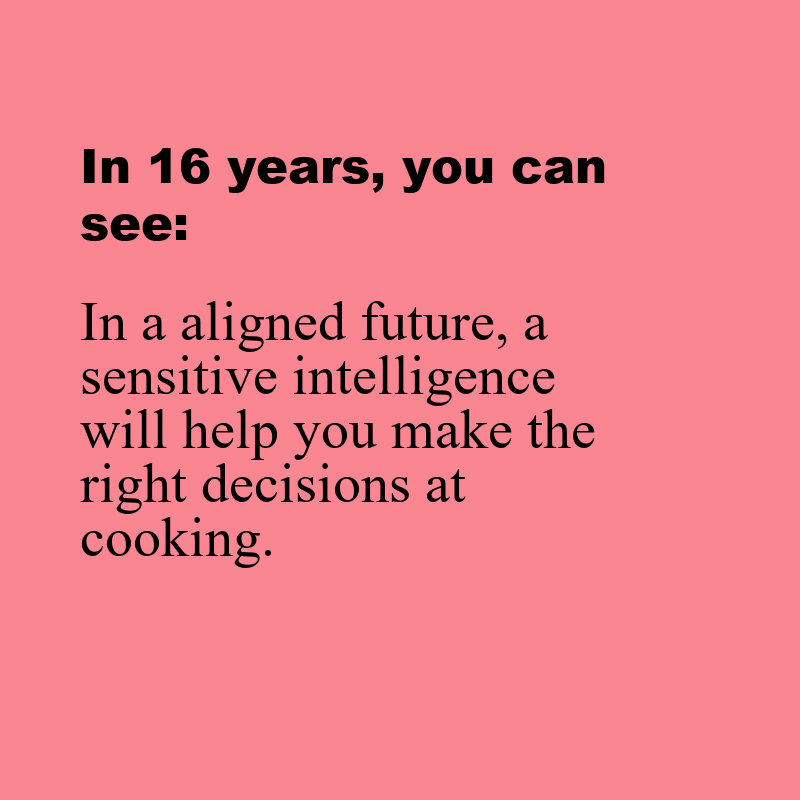 In 16 years, you can
see:
In a aligned future, a
sensitive intelligence
will help you make the
right decisions at
cooking.